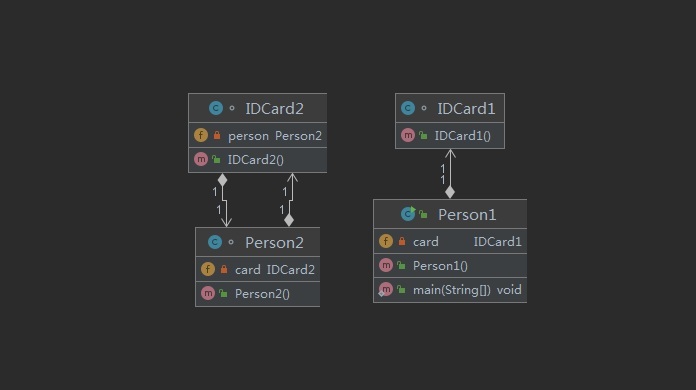 IDCard2
person Person2
IDCard2()
1
1
1
1
Person2
card IDCard2
Person2()
IDCard1
IDCard1()
1
1
Person1
card IDCard1
Person1()
main(String[]) void